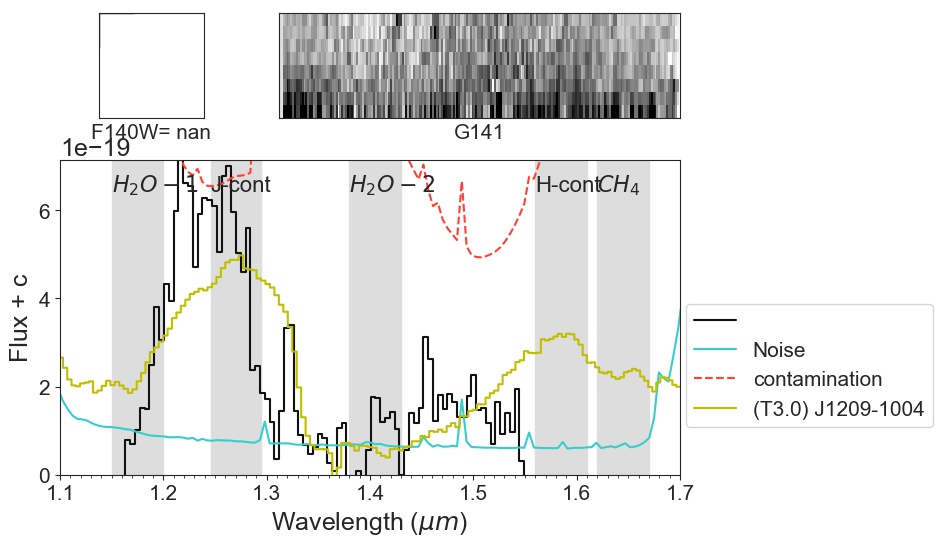 F140W= nan
G141
1e−19
H₂O − 1
J-cont
H₂O − 2
H-cont
CH₄
6
4
2
0
Flux + c
1.1
1.2
1.3
1.4
1.5
1.6
1.7
Wavelength (μm)
Noise
contamination
(T3.0) J1209-1004